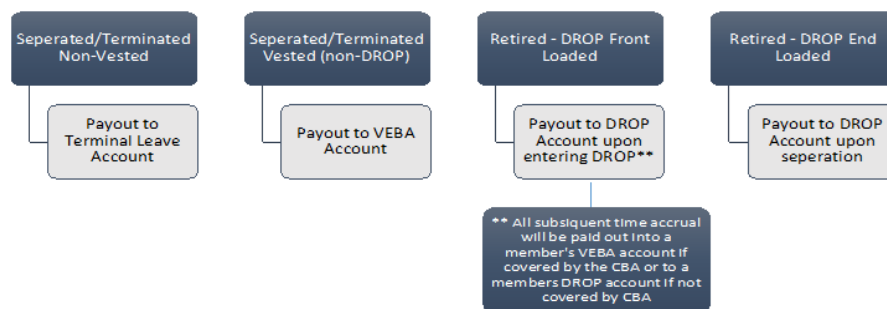 Seperated/Terminated
Non-Vested
Payout to
Terminal Leave
Account
Seperated/Terminated
Vested (non-DROP)
Payout to VEBA
Account
Retired - DROP Front
Loaded
Payout to DROP
Account upon
entering DROP**
** All subsiquent time accrual
will be paid out into a
member's VEBA account if
covered by the CBA or to a
members DROP account if not
covered by CBA
Retired - DROP End
Loaded
Payout to DROP
Account upon
seperation